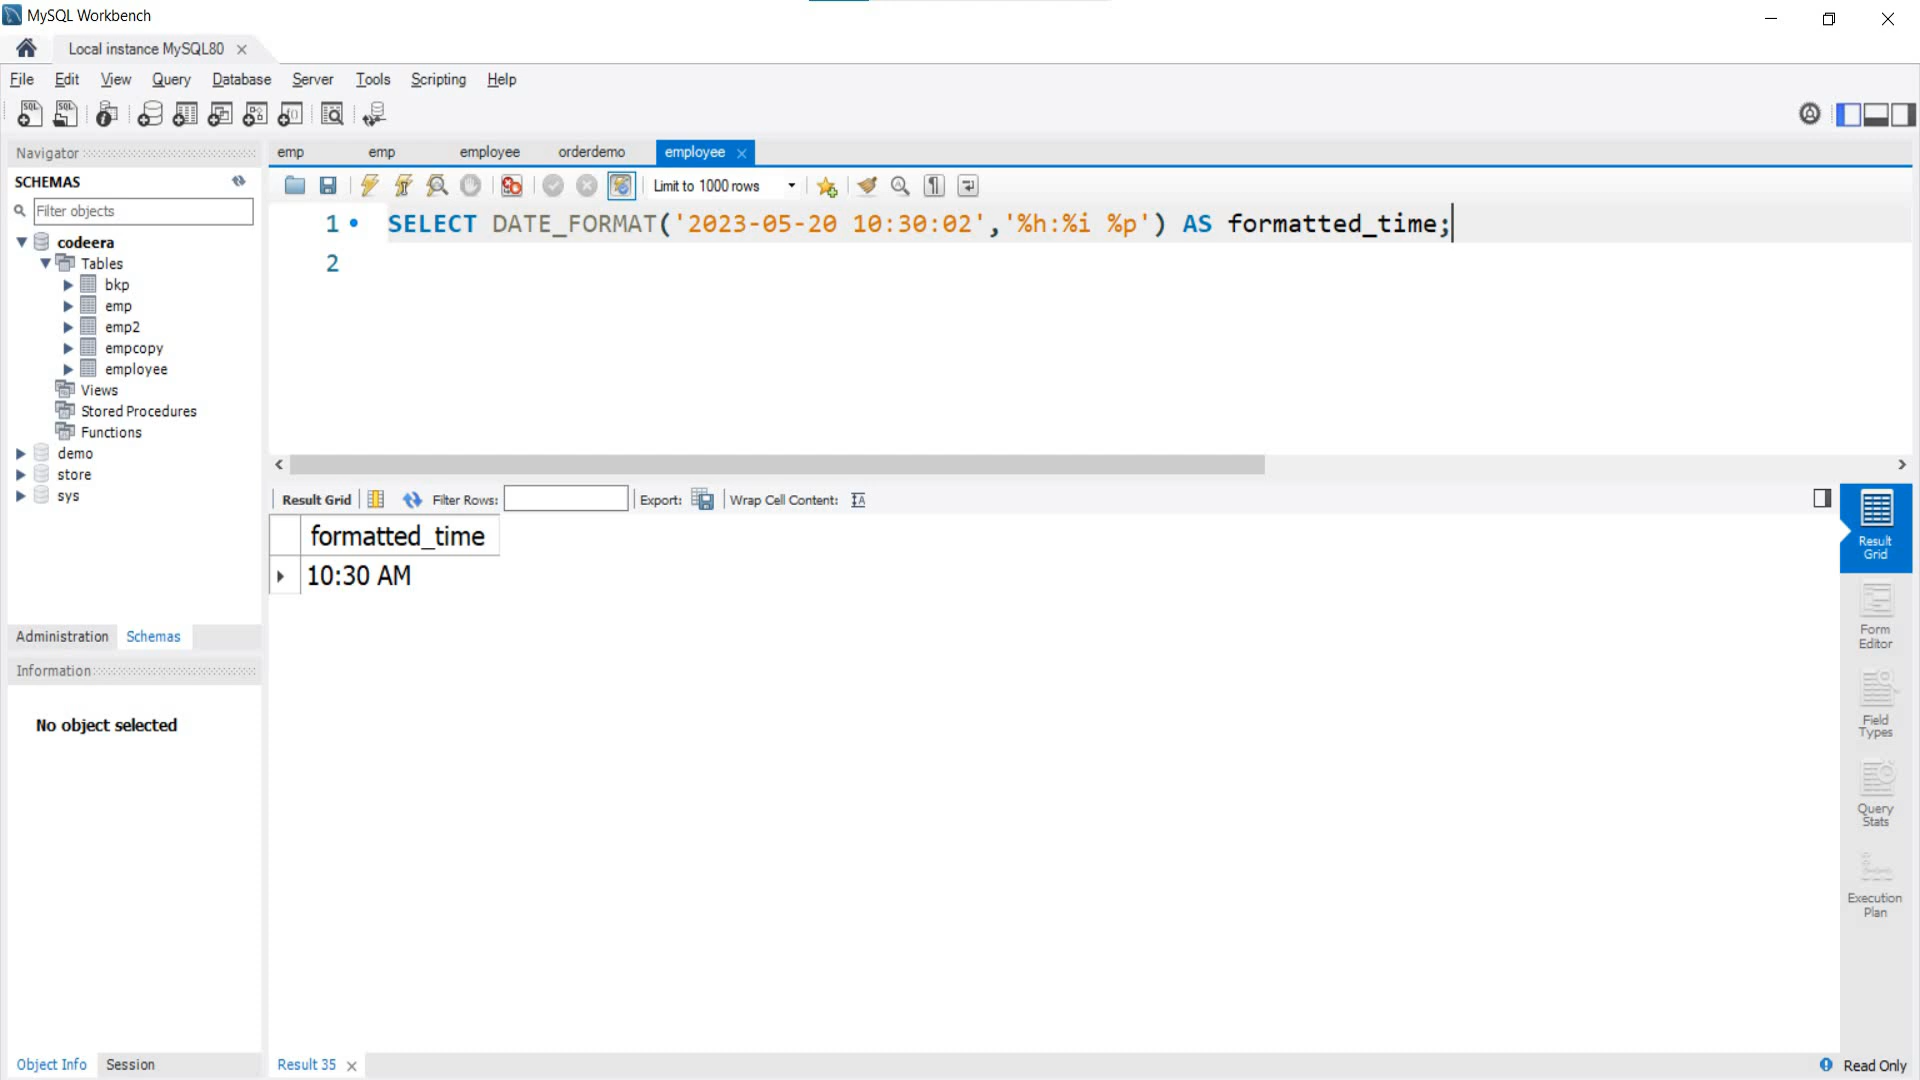 MySQL Workbench
Local instance MySQL80
File Edit View Query Database Server Tools Scripting Help
SQL SQL
Navigator
SCHEMAS
Filter objects
codeera
Tables
bkp
emp
emp2
empcopy
employee
Views
Stored Procedures
Functions
demo
store
sys
Administration Schemas
Information
No object selected
Object Info Session
emp emp employee orderdemo employee
Limit to 1000 rows
1 SELECT DATE_FORMAT('2023-05-20 10:30:02','%h:%i %p') AS formatted_time;
2
Result Grid Filter Rows: Export: Wrap Cell Content:
formatted_time
10:30 AM
Result
Grid
Form
Editor
Field
Types
Query
Stats
Execution
Plan
Result 35
Read Only